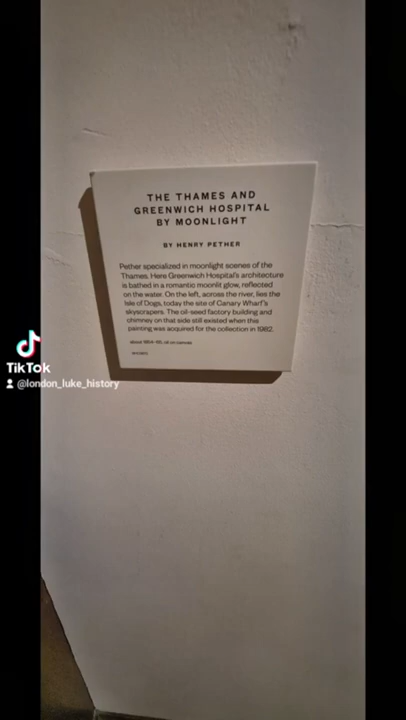 THE THAMES AND
GREENWICH HOSPITAL
BY MOONLIGHT
BY HENRY PETHER
Pether specialized in moonlight scenes of the
Thames. Here Greenwich Hospital's architecture
is bathed in a romantic moonlit glow, reflected
on the water. On the left, across the river, lies the
Isle of Dogs, today the site of Canary Wharf's
skyscrapers. The oil-seed factory building and
chimney on that side still existed when this
painting was acquired for the collection in 1982.
oil on canvas
TikTok
@london_luke_history